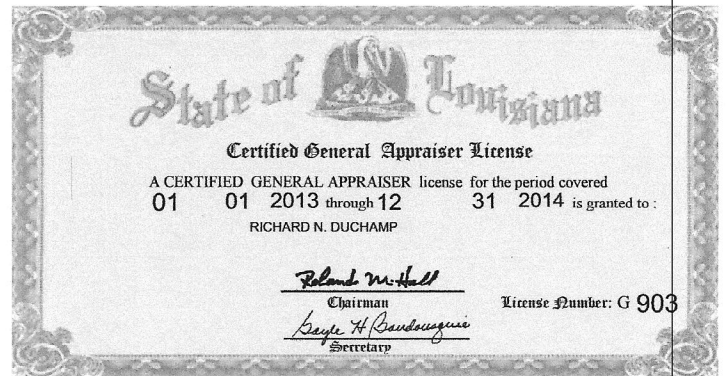 State of Louisiana
Certified General Appraiser License
A CERTIFIED GENERAL APPRAISER license for the period covered
01 01 2013 through 12 31 2014 is granted to :
RICHARD N. DUCHAMP
Roland M. Hall
Chairman License Number: G 903
Gayle H Boudousquie
Secretary